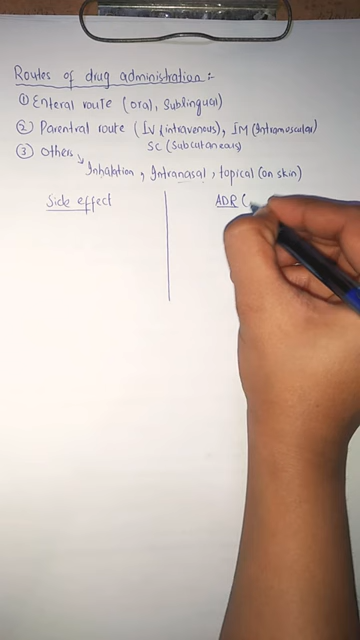 Routes of drug administration:-
① Enteral route (oral, sublingual)
② Parentral route (IV (intravenous), IM (Intramuscular)
SC (Subcutaneous)
③ Others
Inhalation, Intranasal, topical (on skin)
Side effect
ADR (